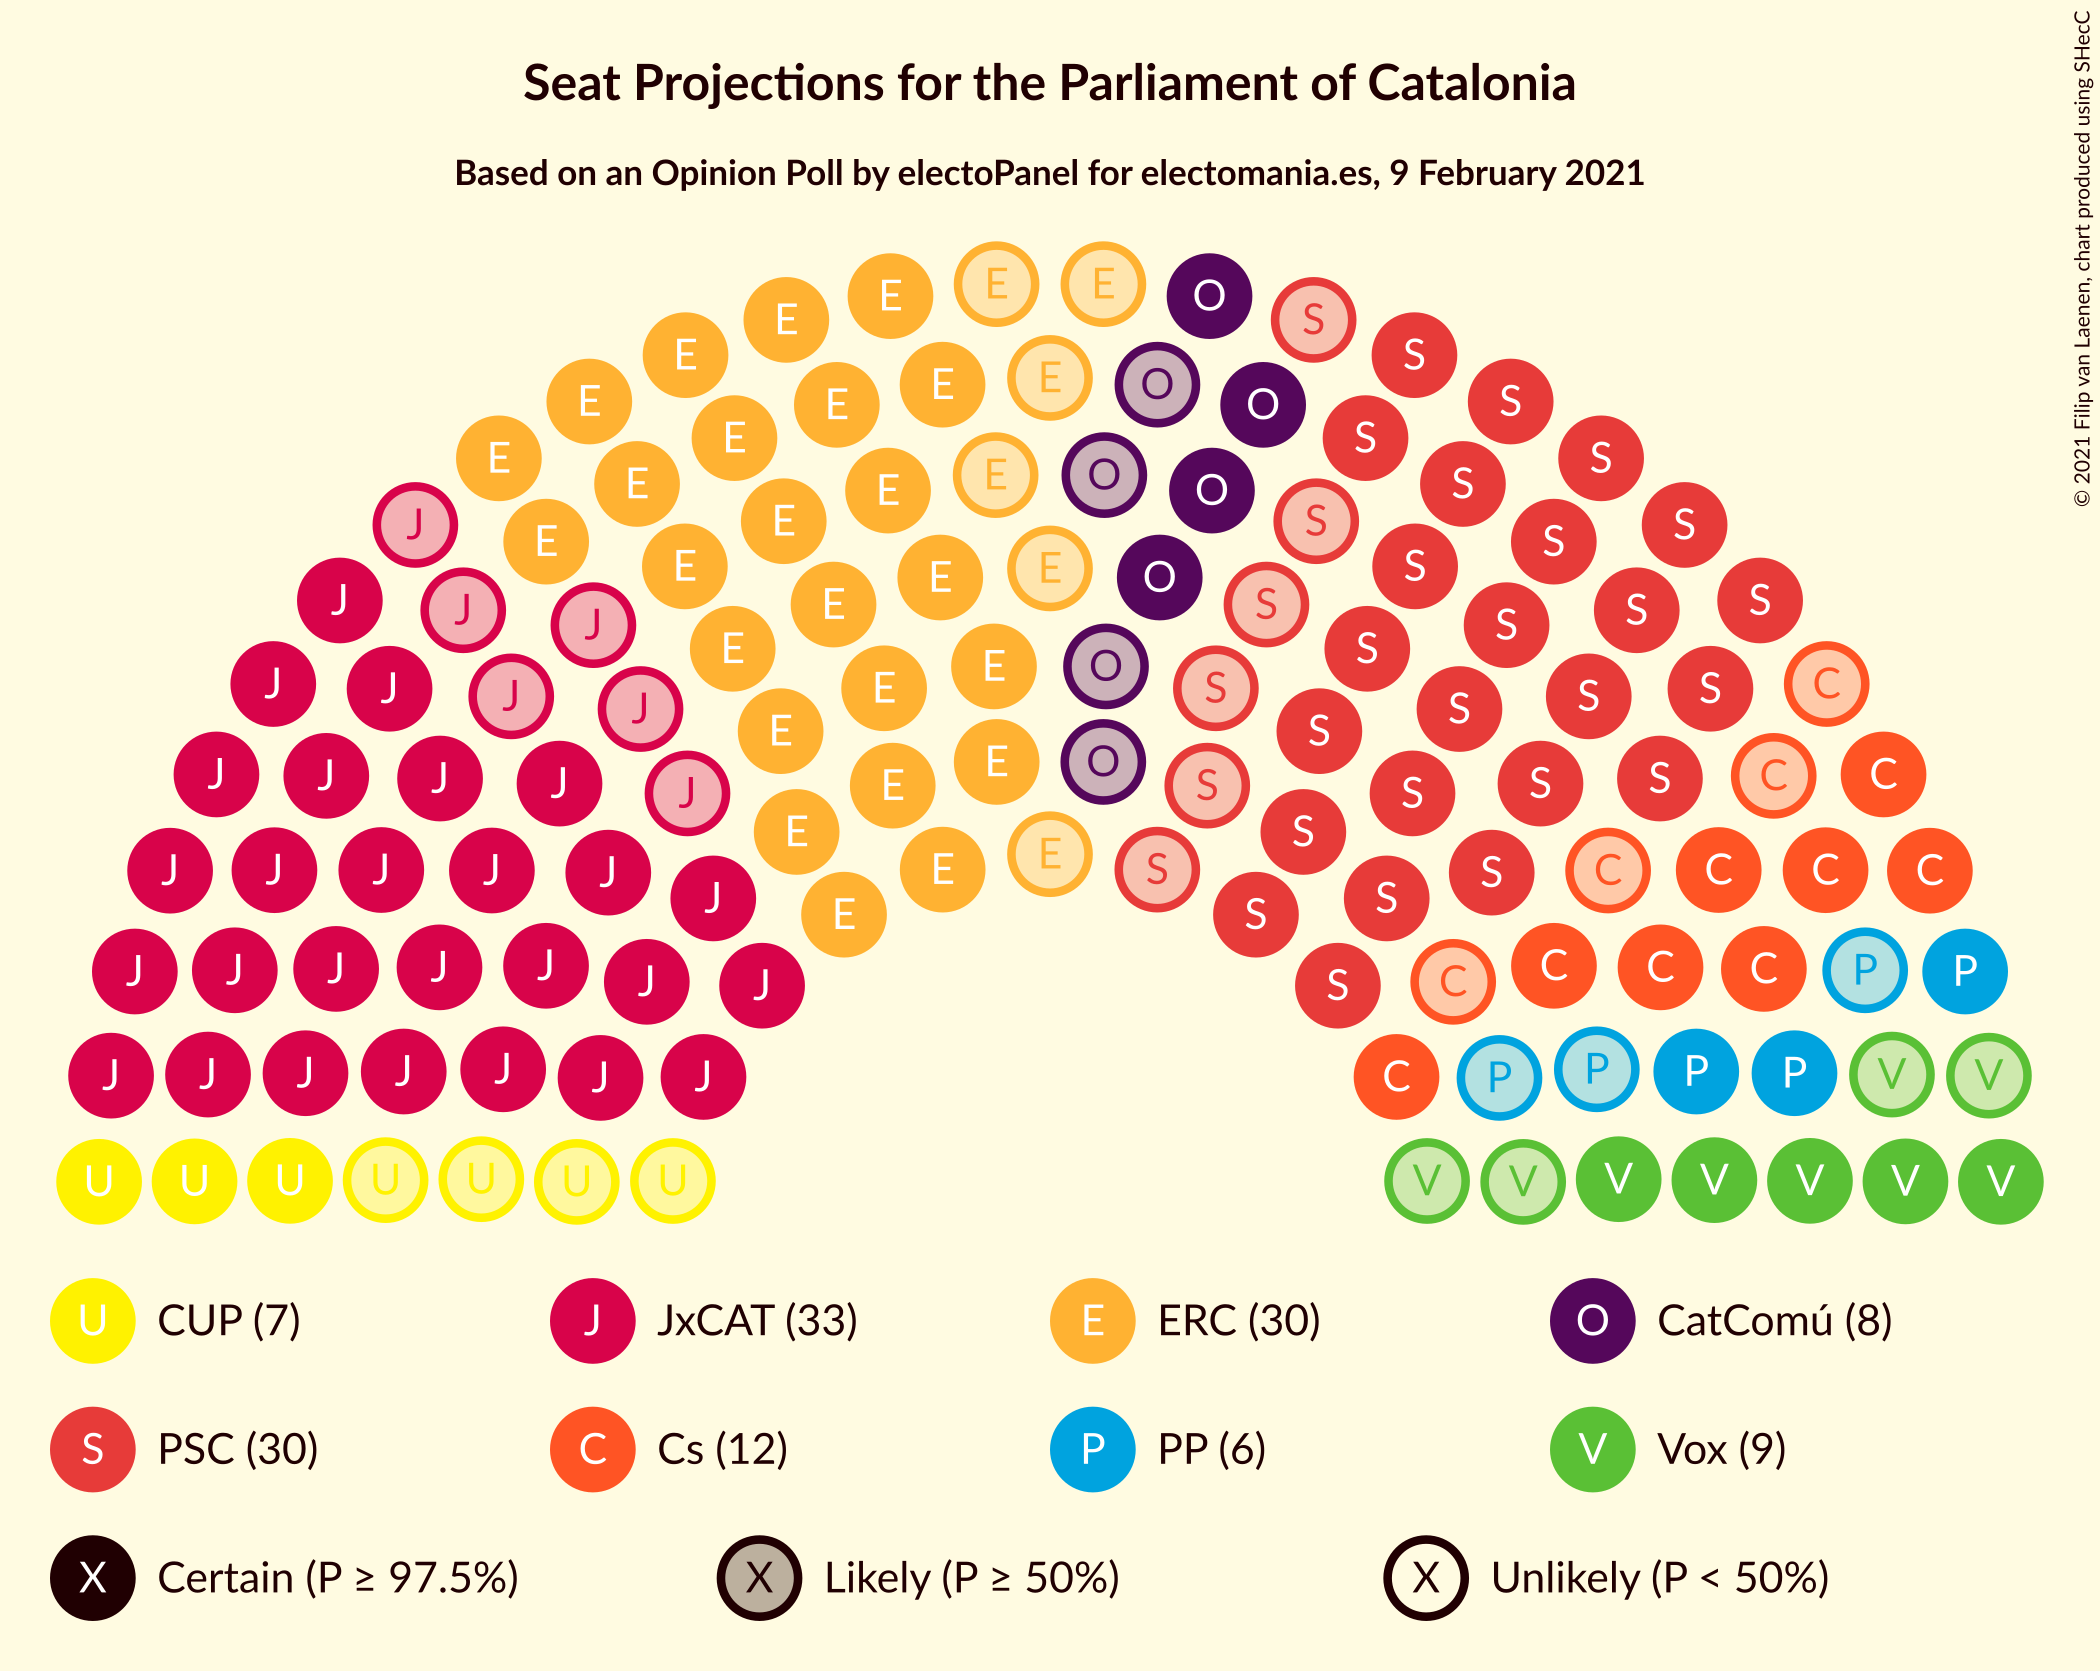 Seat Projections for the Parliament of Catalonia
Based on an Opinion Poll by electoPanel for electomania.es, 9 February 2021
© 2021 Filip van Laenen, chart produced using SHecC
E E E O S
E E E O O S S
E E E E O O S S S
E E E E E O S S S S
J E E E E O S S S S S
J J J E E E E O S S S S S S
J J J J E E E O S S S S S S C
J J J J J E E E O S S S S S C C
J J J J J J E E E S S S S C C C C
J J J J J J J S C C C C P P
J J J J J J J C P P P P V V
U U U U U U U V V V V V V V
U CUP (7) J JxCAT (33) E ERC (30) O CatComú (8)
S PSC (30) C Cs (12) P PP (6) V Vox (9)
X Certain (P ≥ 97.5%) X Likely (P ≥ 50%) X Unlikely (P < 50%)